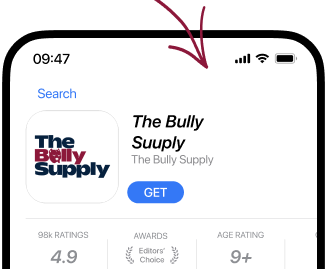 09:47
Search
The Bully
Supply
The Bully
Suuply
The Bully Supply
GET
98k RATINGS
AWARDS
AGE RATING
4.9
Editors'
Choice
9+